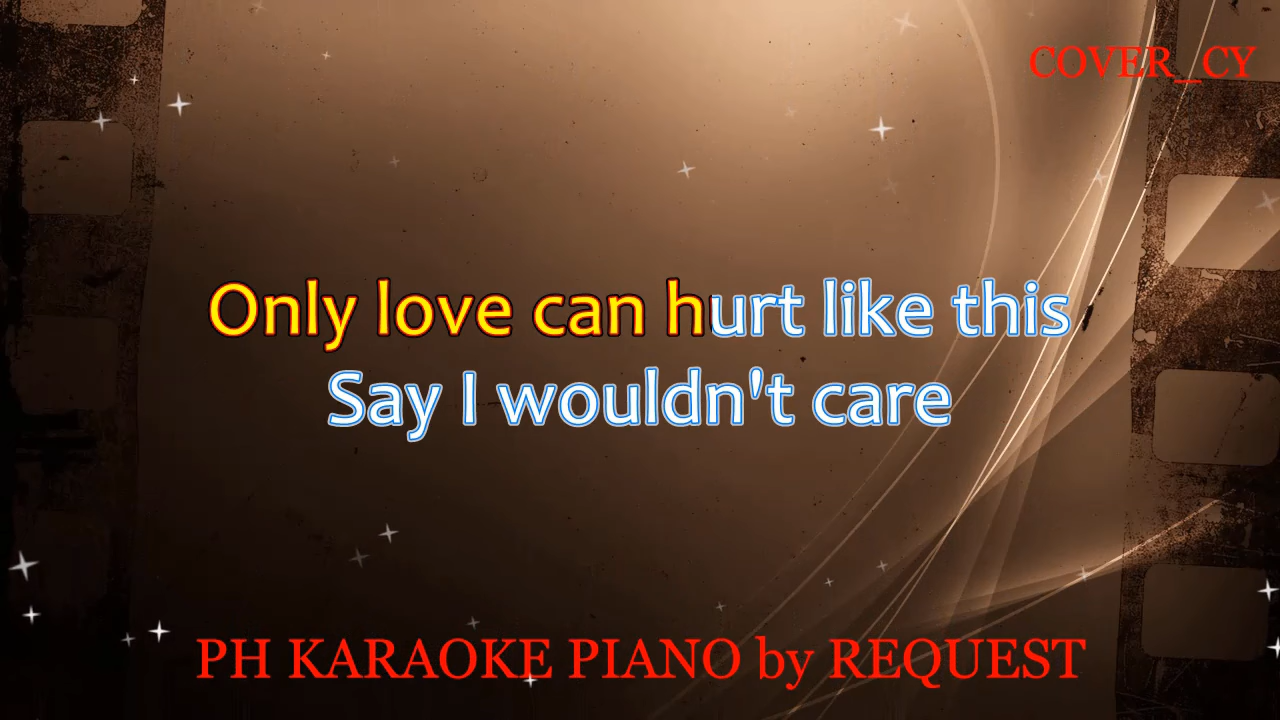 COVER_CY
Only love can hurt like this
Say I wouldn't care
PH KARAOKE PIANO by REQUEST